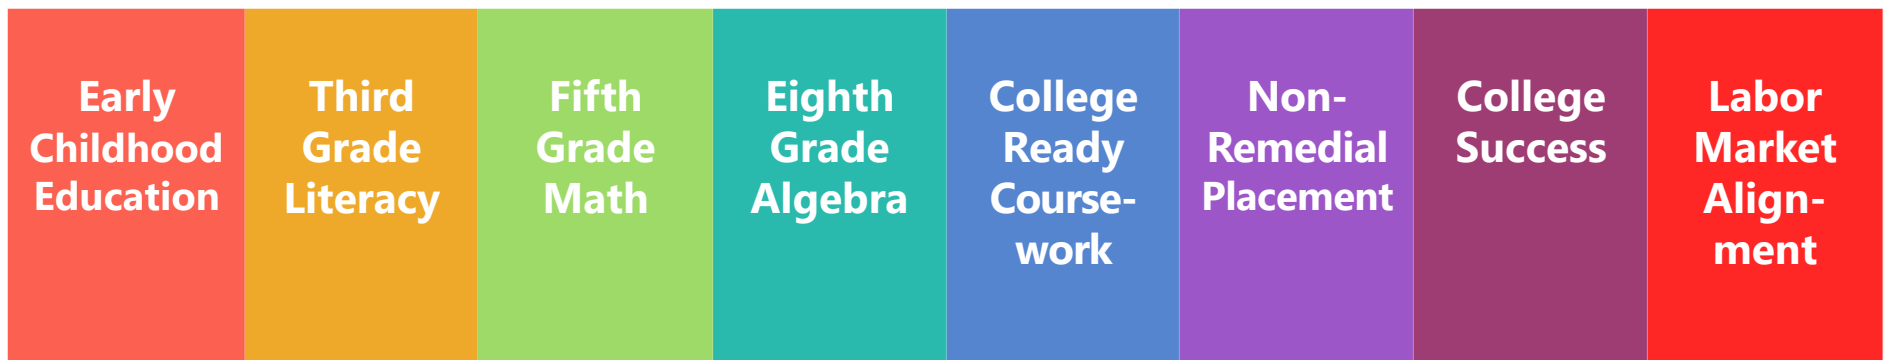 Early
Childhood
Education
Third
Grade
Literacy
Fifth
Grade
Math
Eighth
Grade
Algebra
College
Ready
Course-
work
Non-
Remedial
Placement
College
Success
Labor
Market
Align-
ment